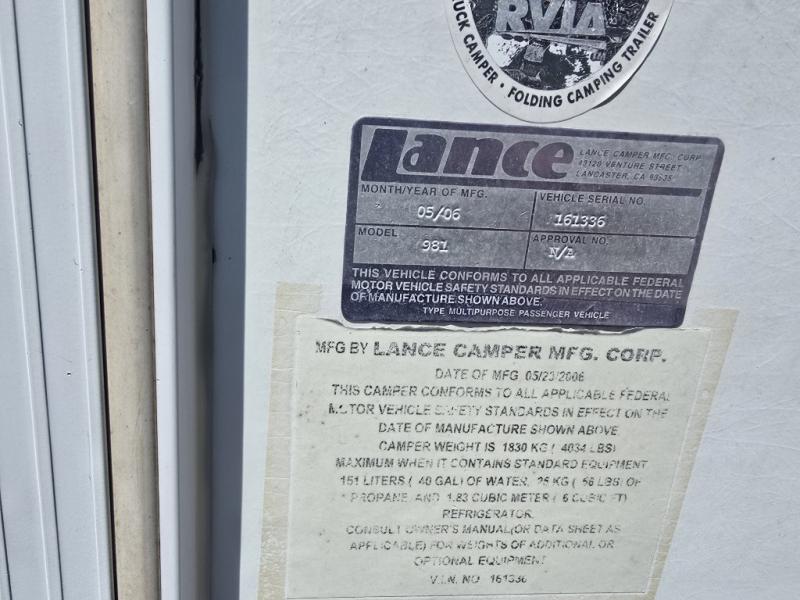 RVIA
UCK CAMPER • FOLDING CAMPING TRAILER
Lance
LANCE CAMPER MFG. CORP
43120 VENTURE STREET
LANCASTER, CA 93535
MONTH/YEAR OF MFG.
05/06
VEHICLE SERIAL NO.
161336
MODEL
981
APPROVAL NO.
N/A
THIS VEHICLE CONFORMS TO ALL APPLICABLE FEDERAL
MOTOR VEHICLE SAFETY STANDARDS IN EFFECT ON THE DATE
OF MANUFACTURE SHOWN ABOVE.
TYPE MULTIPURPOSE PASSENGER VEHICLE
MFG BY LANCE CAMPER MFG. CORP.
DATE OF MFG 05/23/2006
THIS CAMPER CONFORMS TO ALL APPLICABLE FEDERAL
MOTOR VEHICLE SAFETY STANDARDS IN EFFECT ON THE
DATE OF MANUFACTURE SHOWN ABOVE
CAMPER WEIGHT IS 1830 KG ( 4034 LBS)
MAXIMUM WHEN IT CONTAINS STANDARD EQUIPMENT
151 LITERS ( 40 GAL) OF WATER, 25 KG ( 56 LBS) OF
PROPANE, AND 1.83 CUBIC METER ( 6 CUBIC FT)
REFRIGERATOR.
CONSULT OWNER'S MANUAL(OR DATA SHEET AS
APPLICABLE) FOR WEIGHTS OF ADDITIONAL OR
OPTIONAL EQUIPMENT
V.I.N. NO 161336